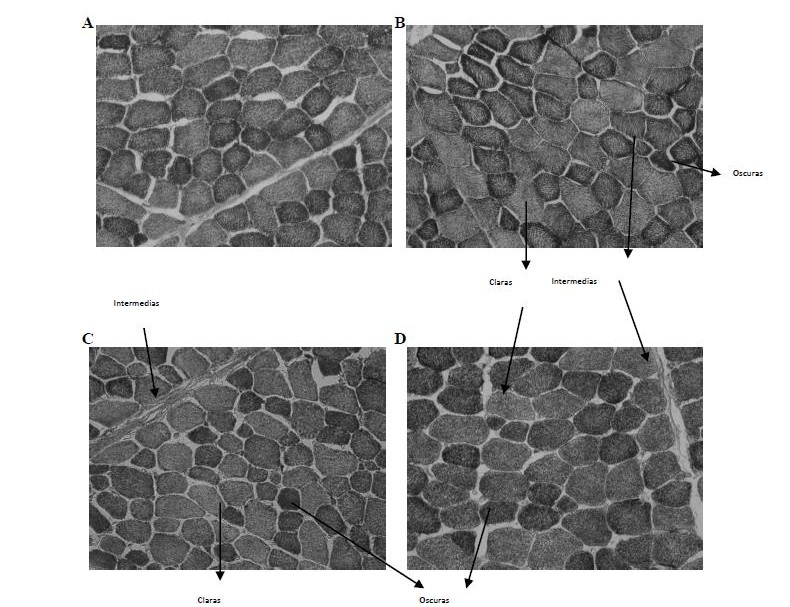 A
B
Oscuras
Claras
Intermedias
Intermedias
C
D
Claras
Oscuras